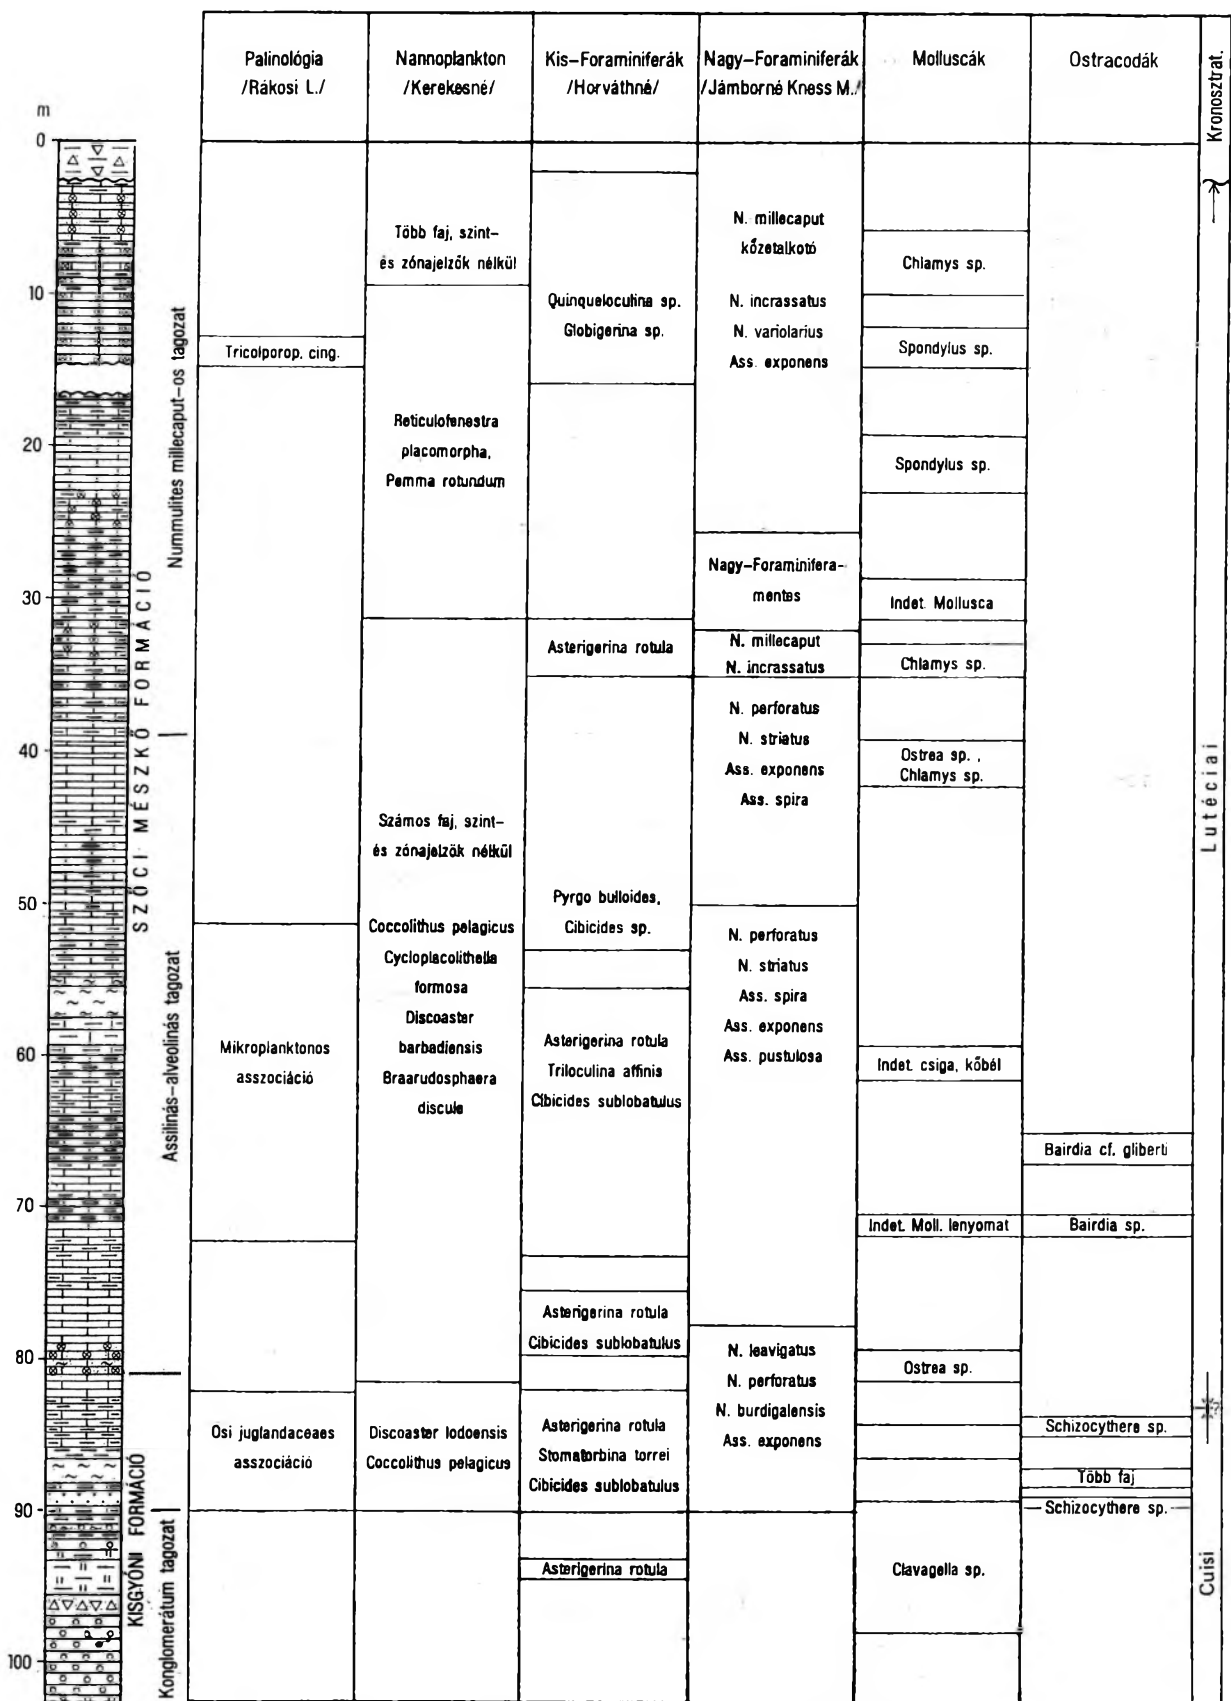 Palinológia
/Rákosi L./
Nannoplankton
/Kerekesné/
Kis–Foraminiferák
/Horváthné/
Nagy–Foraminiferák
/Jámborné Kness M./
Molluscák
Ostracodák
Kronosztrat.
m
0
10
20
30
40
50
60
70
80
90
100
SZŐCI MÉSZKŐ FORMÁCIÓ
Nummulites millecaput–os tagozat
Assilinás–alveolinás tagozat
KISGYÓNI FORMÁCIÓ
Konglomerátum tagozat
Tricolporop. cing.
Mikroplanktonos
asszociáció
Osi juglandaceaes
asszociáció
Több faj, szint–
és zónajelzők nélkül
Reticulofenestra
placomorpha,
Pemma rotundum
Számos faj, szint–
és zónajelzők nélkül
Coccolithus pelagicus
Cycloplacolithella
formosa
Discoaster
barbadiensis
Braarudosphaera
discula
Discoaster lodoensis
Coccolithus pelagicus
Quinqueloculina sp.
Globigerina sp.
Asterigerina rotula
Pyrgo bulloides,
Cibicides sp.
Asterigerina rotula
Triloculina affinis
Cibicides sublobatulus
Asterigerina rotula
Cibicides sublobatulus
Asterigerina rotula
Stomatorbina torrei
Cibicides sublobatulus
Asterigerina rotula
N. millecaput
kőzetalkotó
N. incrassatus
N. variolarius
Ass. exponens
Nagy–Foraminifera–
mentes
N. millecaput
N. incrassatus
N. perforatus
N. striatus
Ass. exponens
Ass. spira
N. perforatus
N. striatus
Ass. spira
Ass. exponens
Ass. pustulosa
N. leavigatus
N. perforatus
N. burdigalensis
Ass. exponens
Chlamys sp.
Spondylus sp.
Spondylus sp.
Indet. Mollusca
Chlamys sp.
Ostrea sp.,
Chlamys sp.
Indet. csiga, kőbél
Indet. Moll. lenyomat
Ostrea sp.
Clavagella sp.
Bairdia cf. gliberti
Bairdia sp.
Schizocythere sp.
Több faj
Schizocythere sp.
Lutéciai
Cuisi